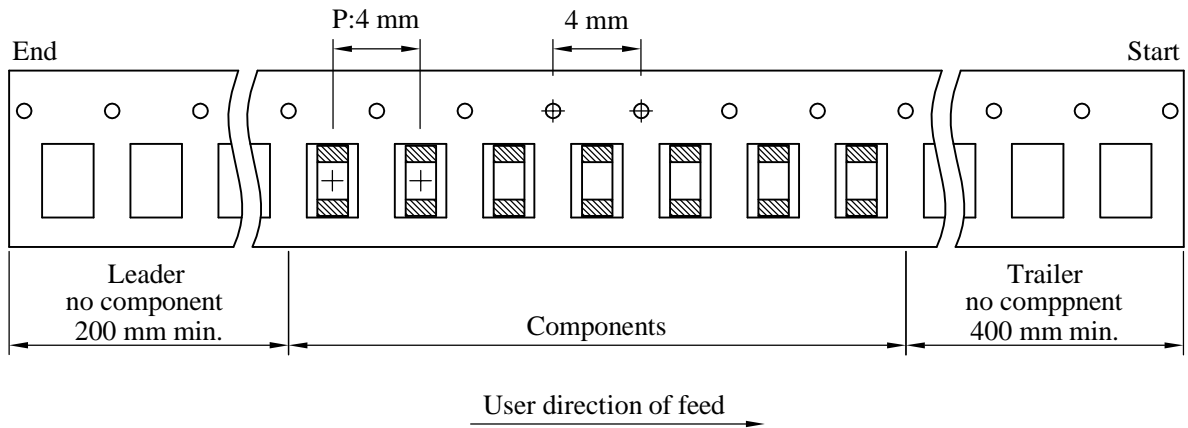 P:4 mm
4 mm
End
Start
Leader
no component
200 mm min.
Components
Trailer
no comppnent
400 mm min.
User direction of feed